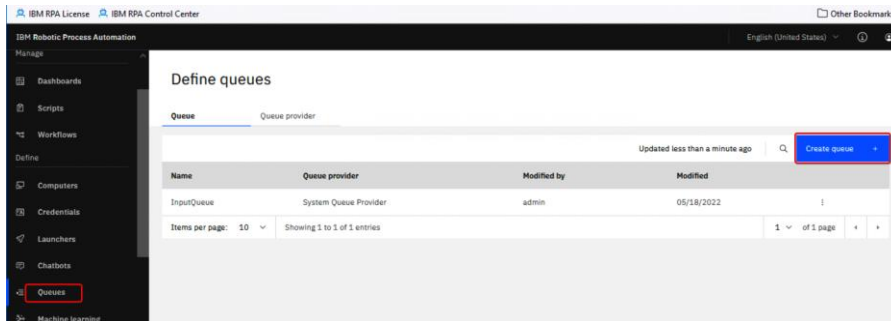 IBM RPA License IBM RPA Control Center Other Bookmark
IBM Robotic Process Automation English (United States)
Manage
Dashboards
Scripts
Workflows
Define
Computers
Credentials
Launchers
Chatbots
Queues
Machine learning
Define queues
Queue Queue provider
Updated less than a minute ago Create queue +
Name Queue provider Modified by Modified
InputQueue System Queue Provider admin 05/18/2022
Items per page: 10 Showing 1 to 1 of 1 entries 1 of 1 page